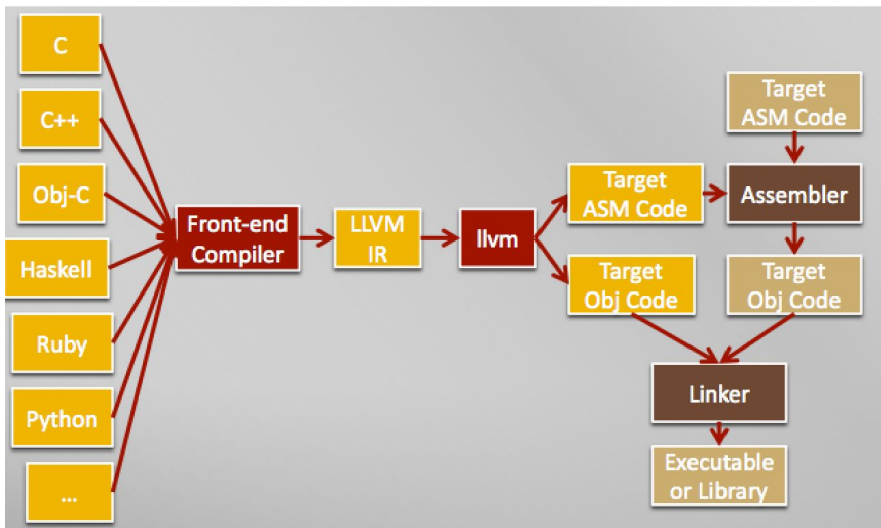 C
C++
Obj-C
Haskell
Ruby
Python
...
Front-end
Compiler
LLVM
IR
llvm
Target
ASM Code
Target
Obj Code
Target
ASM Code
Assembler
Target
Obj Code
Linker
Executable
or Library